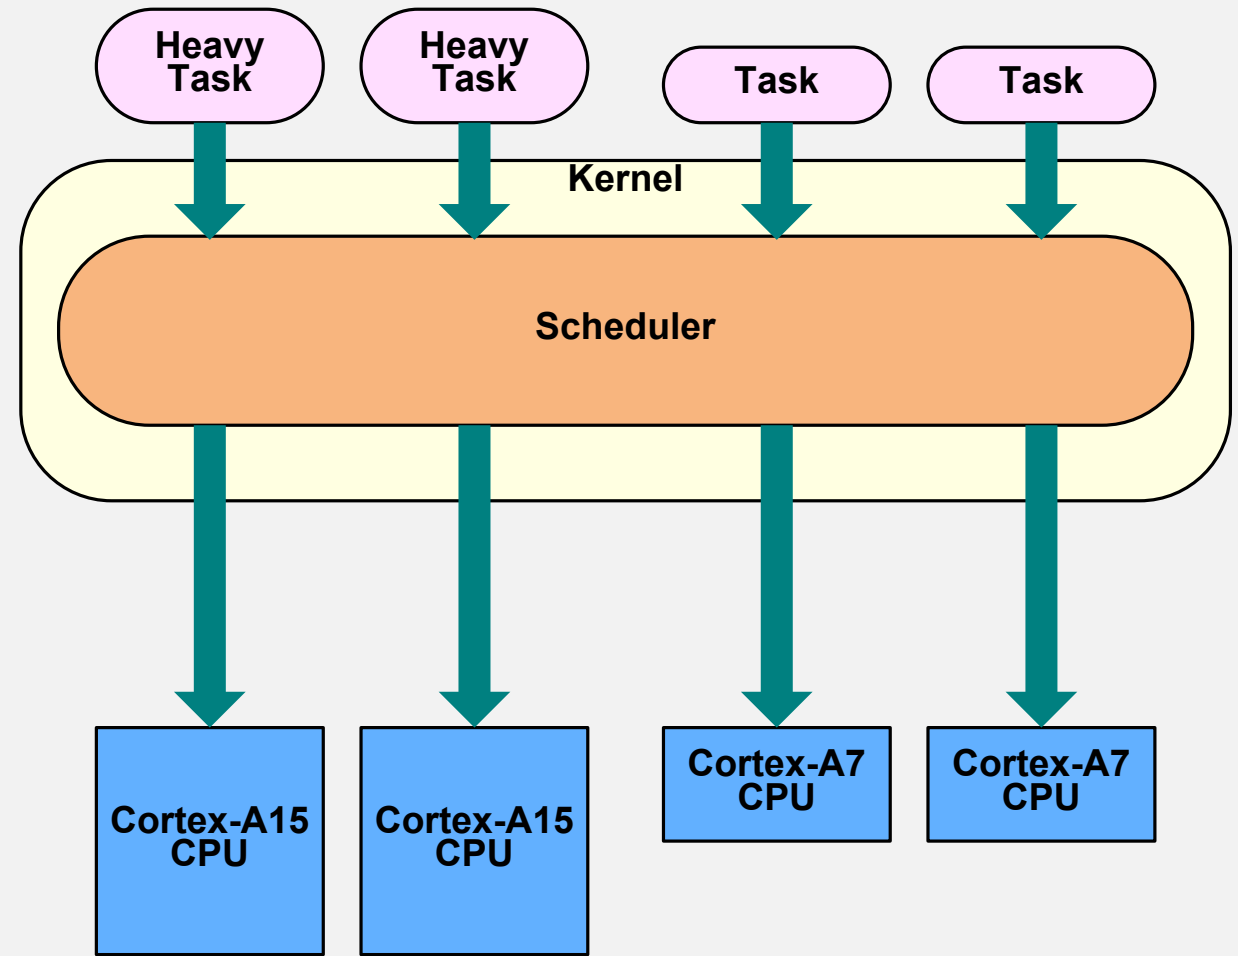 Heavy
Task
Heavy
Task
Task
Task
Kernel
Scheduler
Cortex-A15
CPU
Cortex-A15
CPU
Cortex-A7
CPU
Cortex-A7
CPU